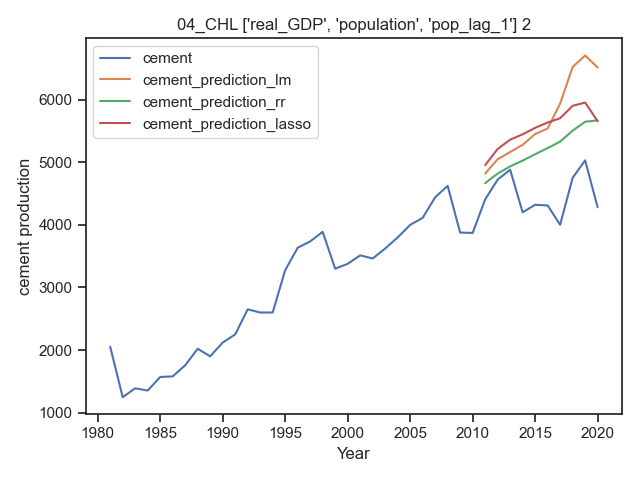 04_CHL ['real_GDP', 'population', 'pop_lag_1'] 2
cement
cement_prediction_lm
cement_prediction_rr
cement_prediction_lasso
cement production
6000
5000
4000
3000
2000
1000
1980 1985 1990 1995 2000 2005 2010 2015 2020
Year